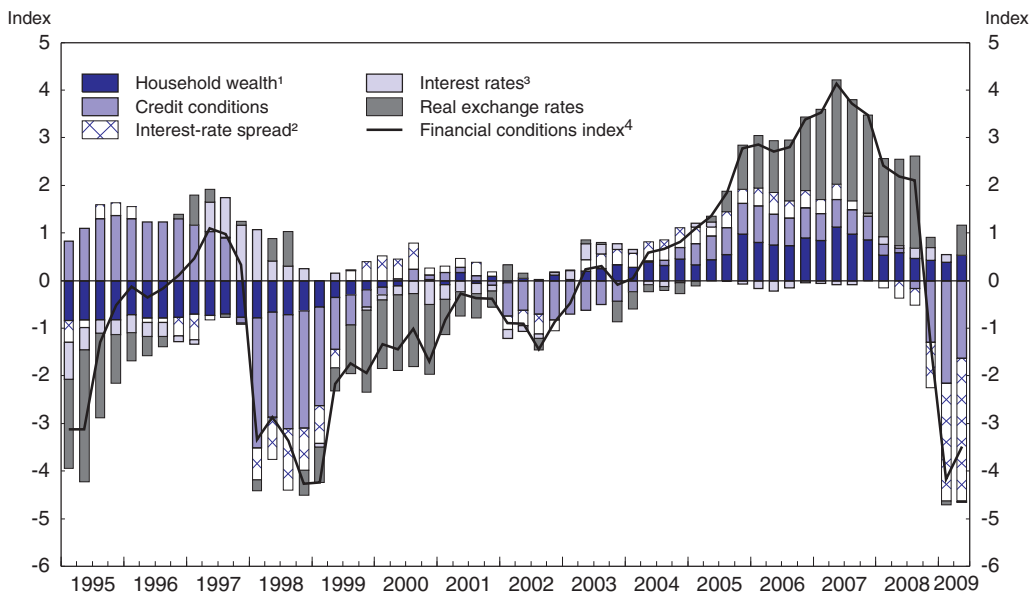 Index Index
5 5
Household wealth¹ Interest rates³
4 Credit conditions Real exchange rates 4
Interest-rate spread² Financial conditions index⁴
3 3
2 2
1 1
0 0
-1 -1
-2 -2
-3 -3
-4 -4
-5 -5
-6 -6
1995 1996 1997 1998 1999 2000 2001 2002 2003 2004 2005 2006 2007 2008 2009